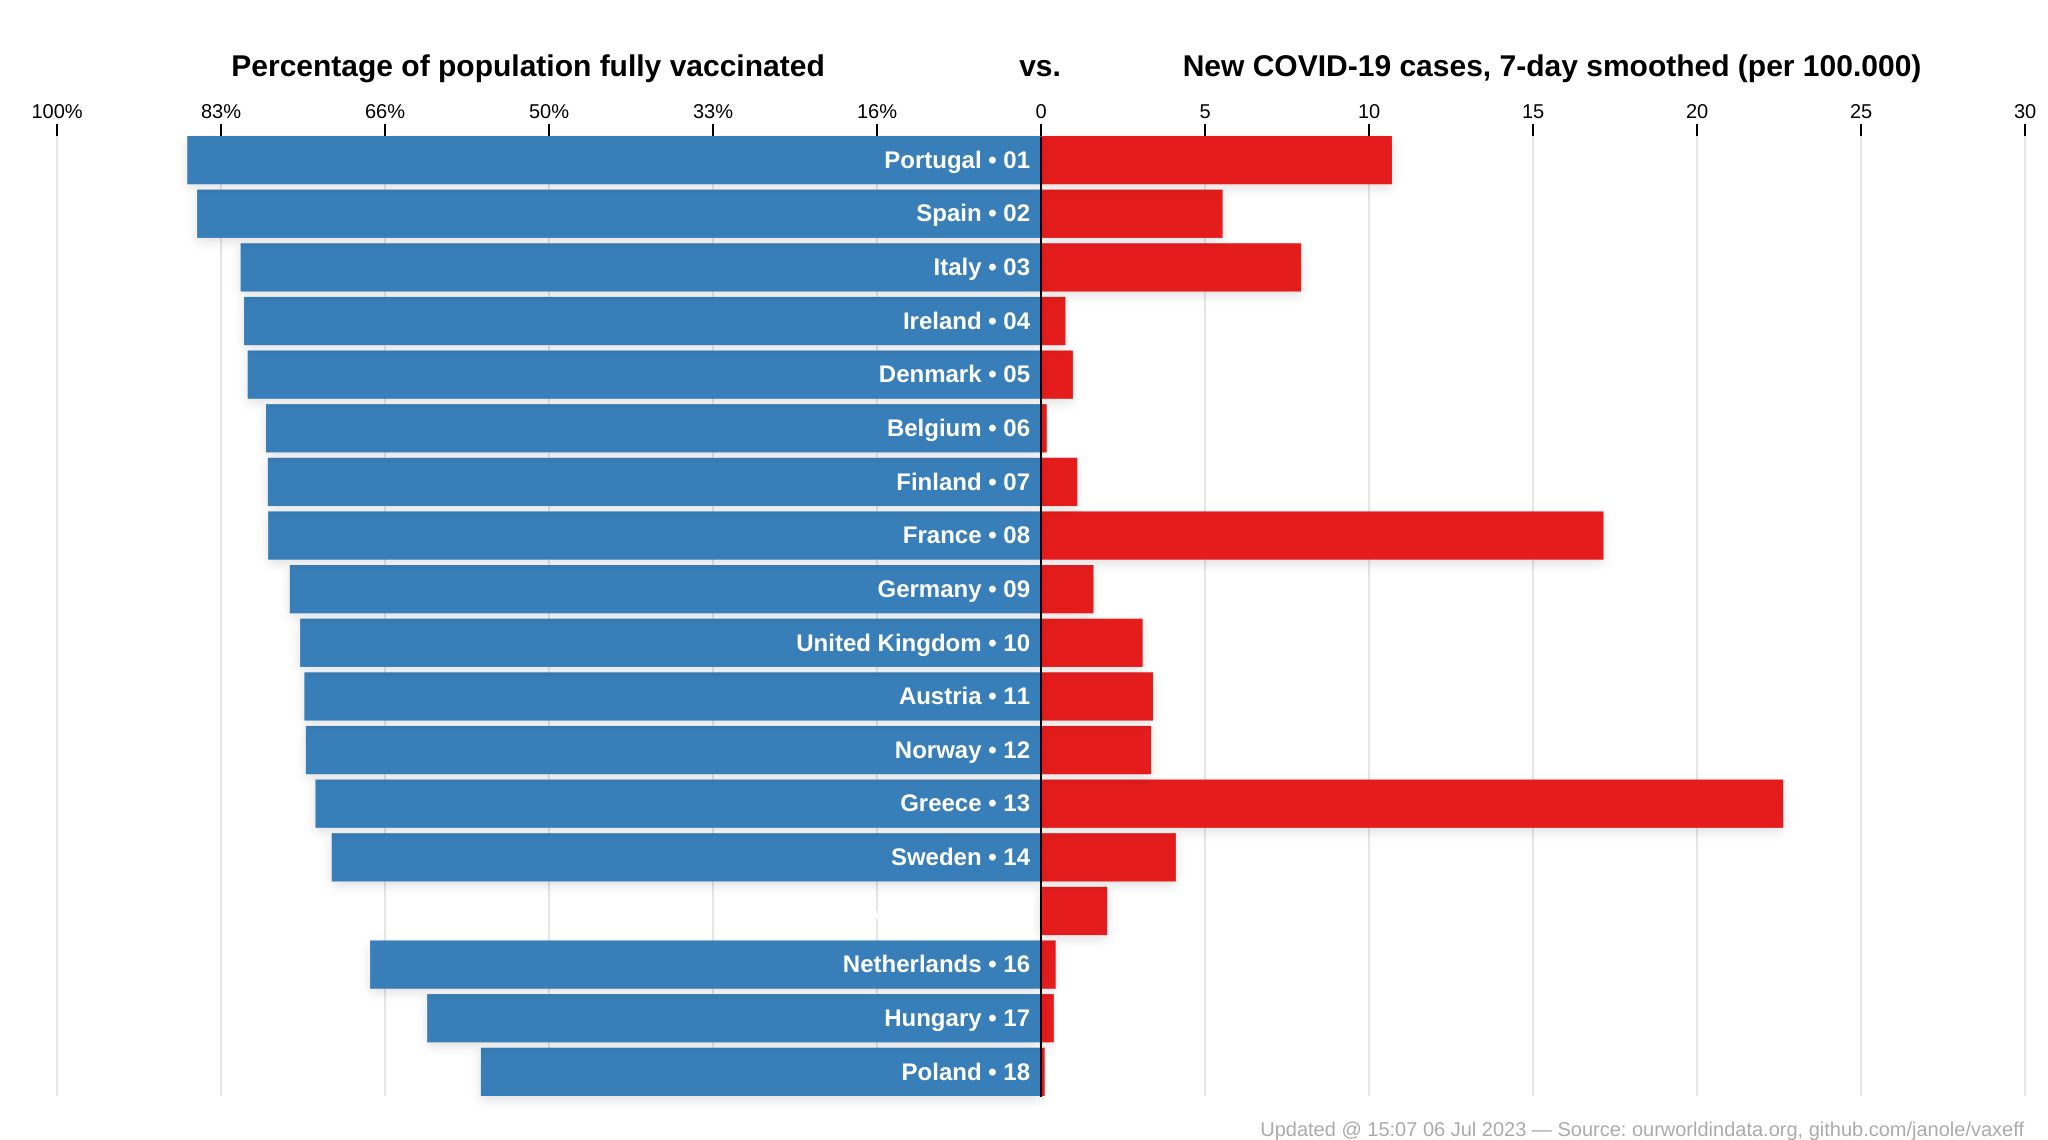 Percentage of population fully vaccinated vs. New COVID-19 cases, 7-day smoothed (per 100.000)
100% 83% 66% 50% 33% 16% 0 5 10 15 20 25 30
Portugal • 01
Spain • 02
Italy • 03
Ireland • 04
Denmark • 05
Belgium • 06
Finland • 07
France • 08
Germany • 09
United Kingdom • 10
Austria • 11
Norway • 12
Greece • 13
Sweden • 14
Netherlands • 16
Hungary • 17
Poland • 18
Updated @ 15:07 06 Jul 2023 — Source: ourworldindata.org, github.com/janole/vaxeff